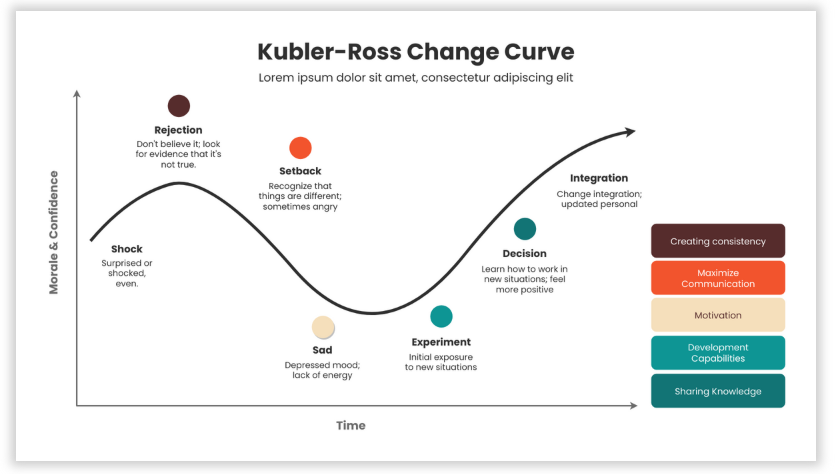 Kubler-Ross Change Curve
Lorem ipsum dolor sit amet, consectetur adipiscing elit
Morale & Confidence
Rejection
Don't believe it; look
for evidence that it's
not true.
Setback
Recognize that
things are different;
sometimes angry
Shock
Surprised or
shocked,
even.
Sad
Depressed mood;
lack of energy
Experiment
Initial exposure
to new situations
Decision
Learn how to work in
new situations; feel
more positive
Integration
Change integration;
updated personal
Creating consistency
Maximize
Communication
Motivation
Development
Capabilities
Sharing Knowledge
Time